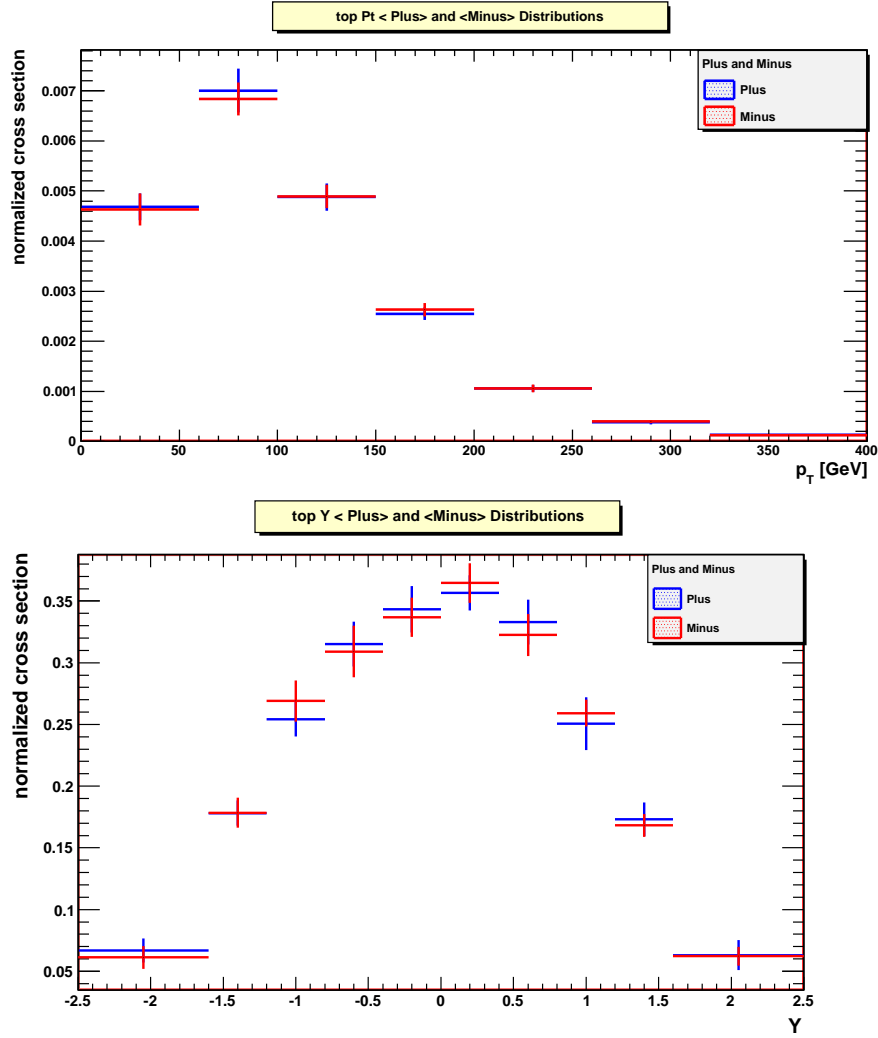 top Pt < Plus> and <Minus> Distributions
normalized cross section
0.007
0.006
0.005
0.004
0.003
0.002
0.001
0
Plus and Minus
Plus
Minus
0 50 100 150 200 250 300 350 400
p_T [GeV]
top Y < Plus> and <Minus> Distributions
normalized cross section
0.35
0.3
0.25
0.2
0.15
0.1
0.05
Plus and Minus
Plus
Minus
-2.5 -2 -1.5 -1 -0.5 0 0.5 1 1.5 2 2.5
Y